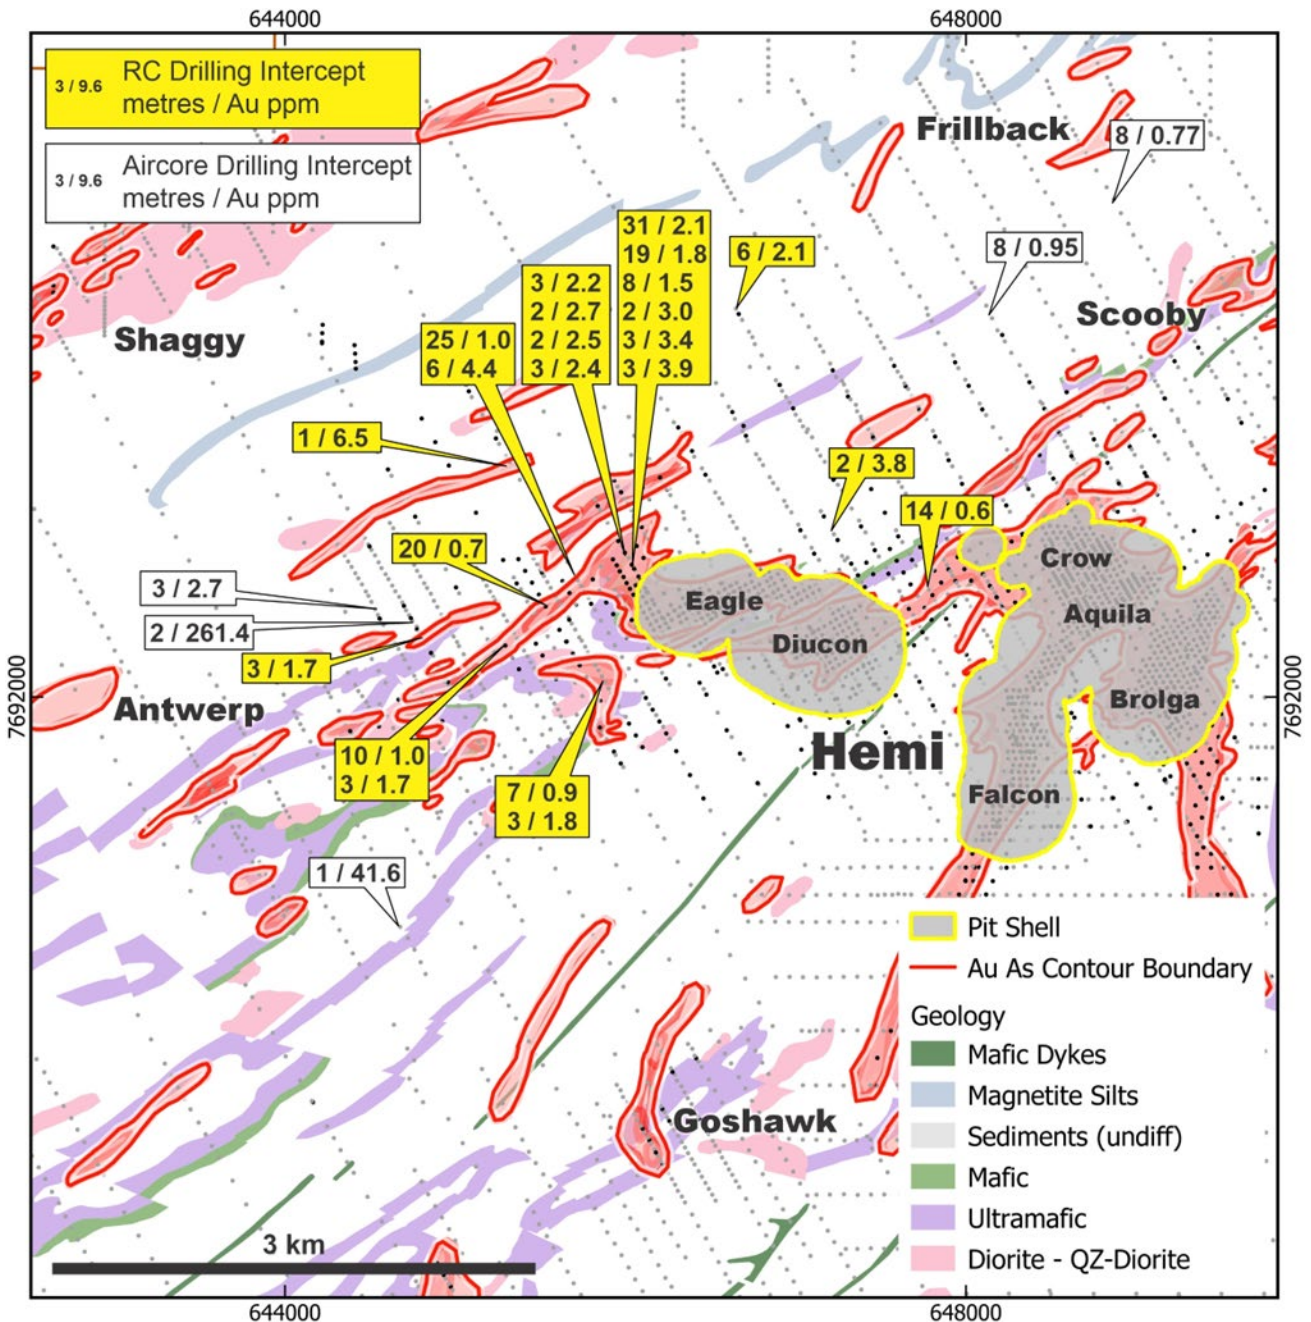 644000
648000
3 / 9.6 RC Drilling Intercept
metres / Au ppm
3 / 9.6 Aircore Drilling Intercept
metres / Au ppm
Frillback
8 / 0.77
31 / 2.1
19 / 1.8
8 / 1.5
2 / 3.0
3 / 3.4
3 / 3.9
6 / 2.1
8 / 0.95
3 / 2.2
2 / 2.7
2 / 2.5
3 / 2.4
Scooby
Shaggy
25 / 1.0
6 / 4.4
1 / 6.5
2 / 3.8
14 / 0.6
20 / 0.7
Crow
3 / 2.7
Eagle
Aquila
2 / 261.4
Diucon
3 / 1.7
7692000
7692000
Antwerp
Brolga
Hemi
10 / 1.0
3 / 1.7
7 / 0.9
3 / 1.8
Falcon
1 / 41.6
Pit Shell
Au As Contour Boundary
Geology
Mafic Dykes
Magnetite Silts
Sediments (undiff)
Mafic
Ultramafic
Diorite - QZ-Diorite
Goshawk
3 km
644000
648000